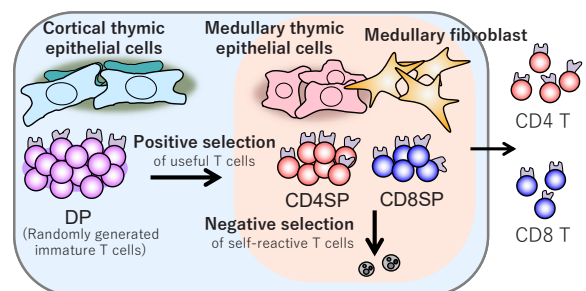 Cortical thymic
epithelial cells
Medullary thymic
epithelial cells
Medullary fibroblast
CD4 T
Positive selection
of useful T cells
DP
(Randomly generated
immature T cells)
CD4SP
CD8SP
Negative selection
of self-reactive T cells
CD8 T